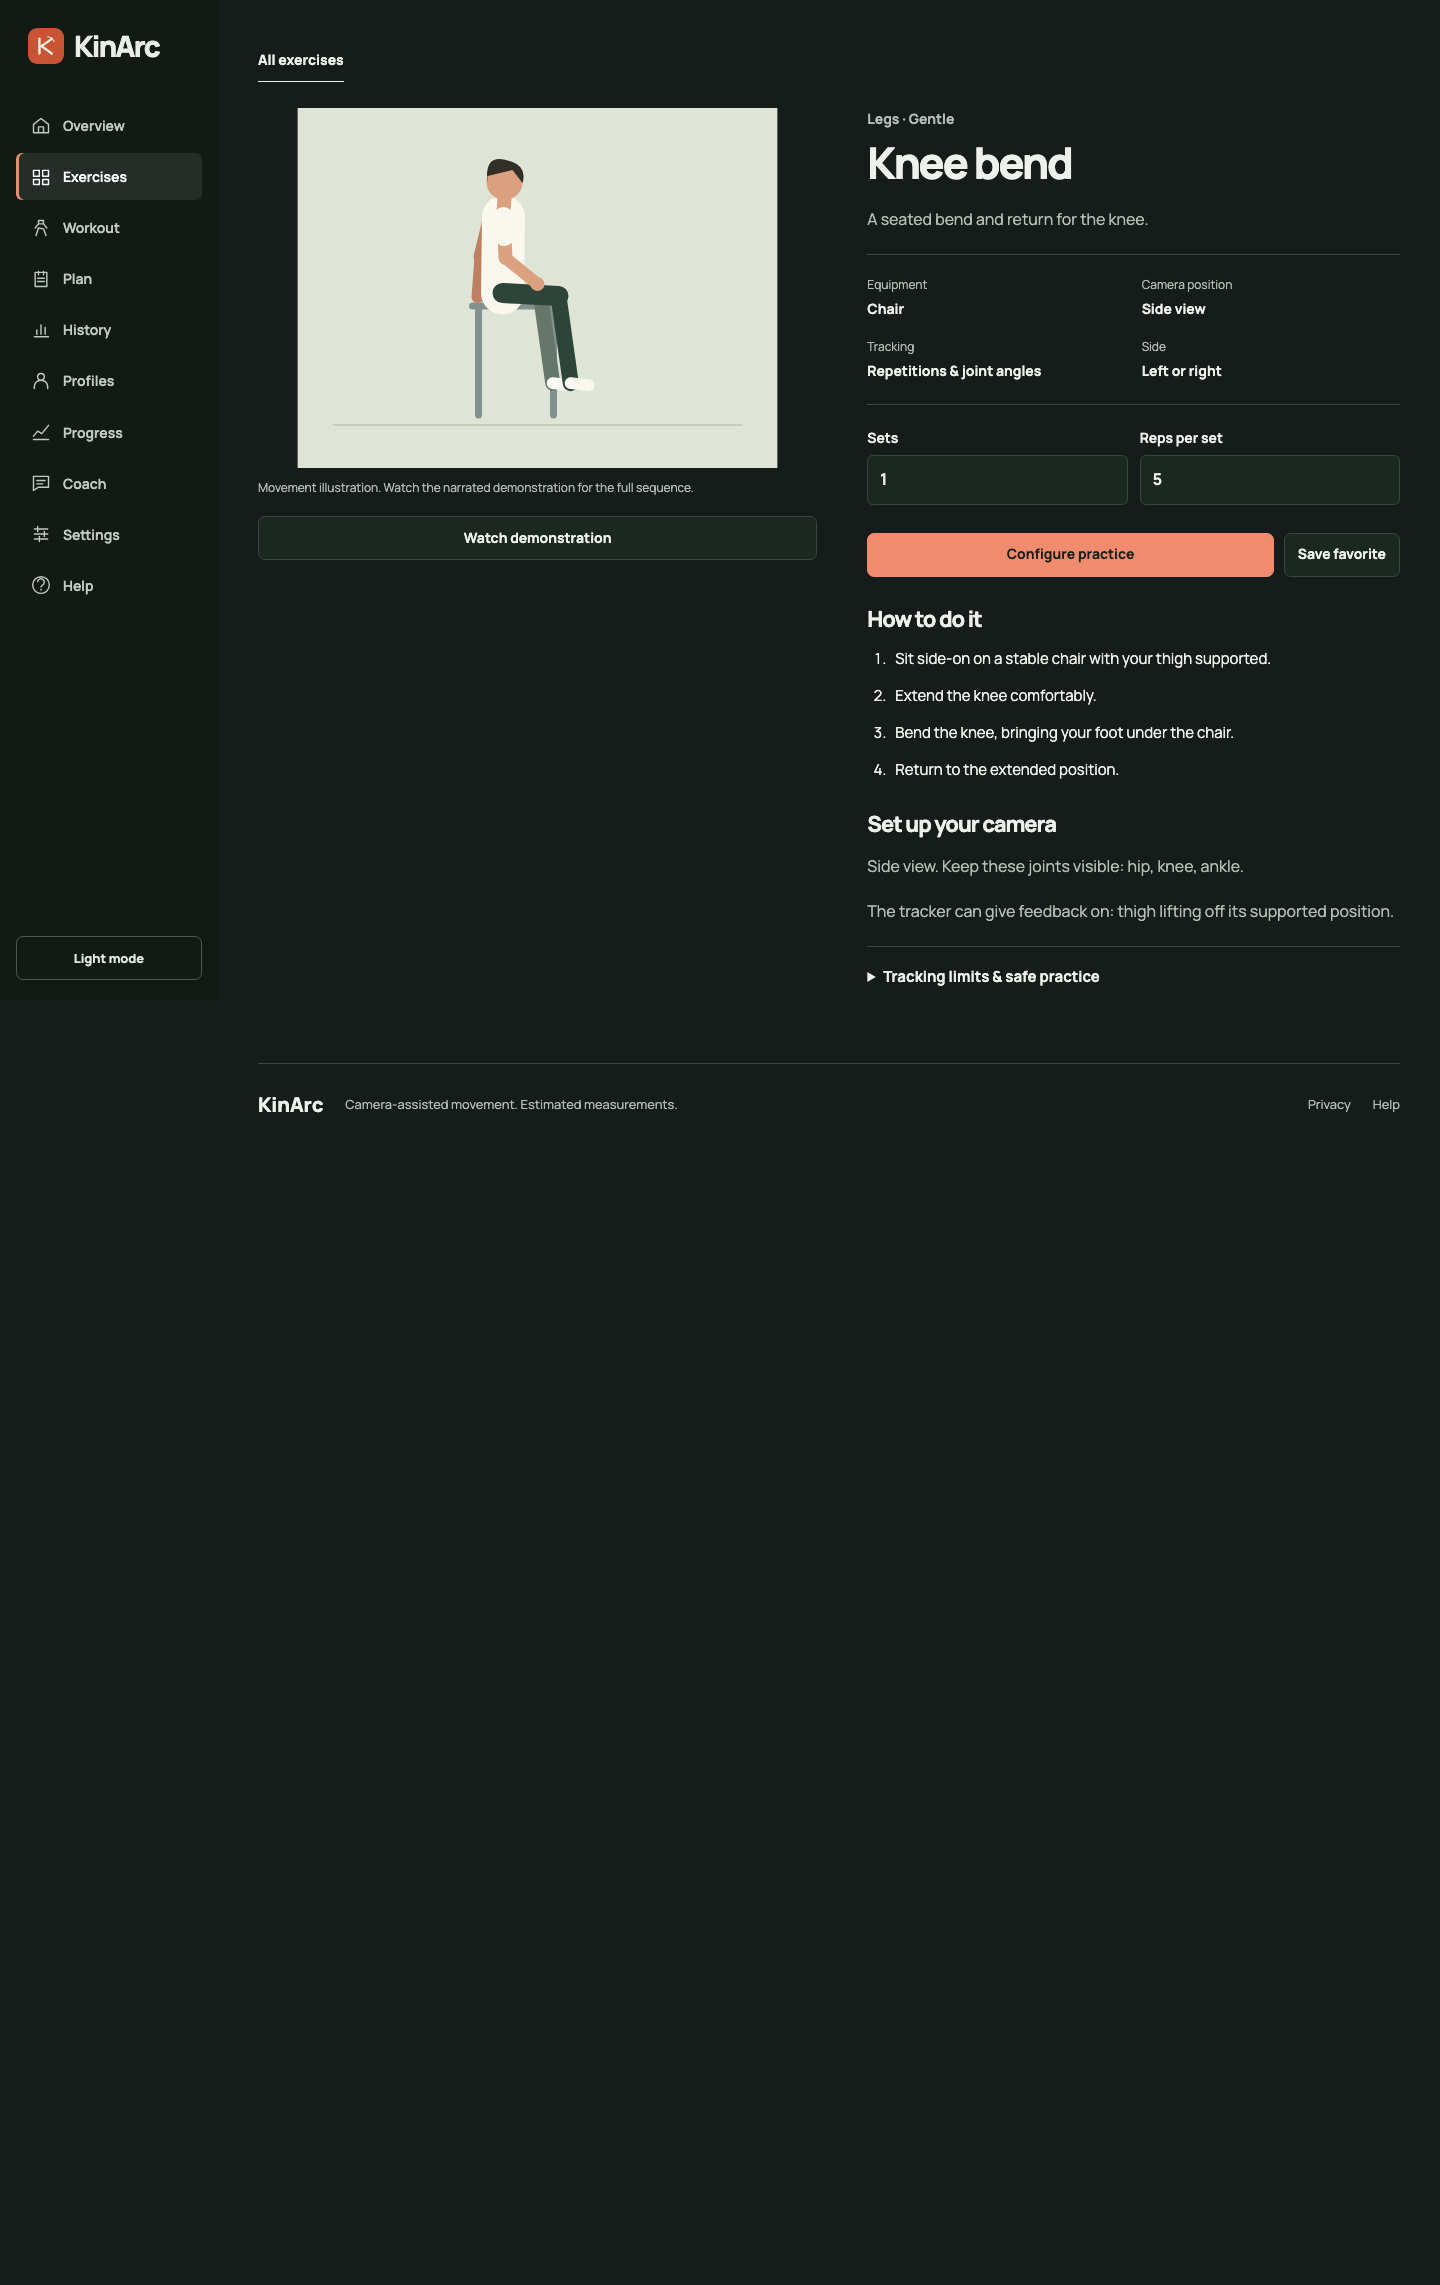 KinArc
Overview
Exercises
Workout
Plan
History
Profiles
Progress
Coach
Settings
Help
Light mode
All exercises
Movement illustration. Watch the narrated demonstration for the full sequence.
Watch demonstration
Legs · Gentle
Knee bend
A seated bend and return for the knee.
Equipment
Chair
Camera position
Side view
Tracking
Repetitions & joint angles
Side
Left or right
Sets
1
Reps per set
5
Configure practice
Save favorite
How to do it
1. Sit side-on on a stable chair with your thigh supported.
2. Extend the knee comfortably.
3. Bend the knee, bringing your foot under the chair.
4. Return to the extended position.
Set up your camera
Side view. Keep these joints visible: hip, knee, ankle.
The tracker can give feedback on: thigh lifting off its supported position.
Tracking limits & safe practice
KinArc
Camera-assisted movement. Estimated measurements.
Privacy
Help